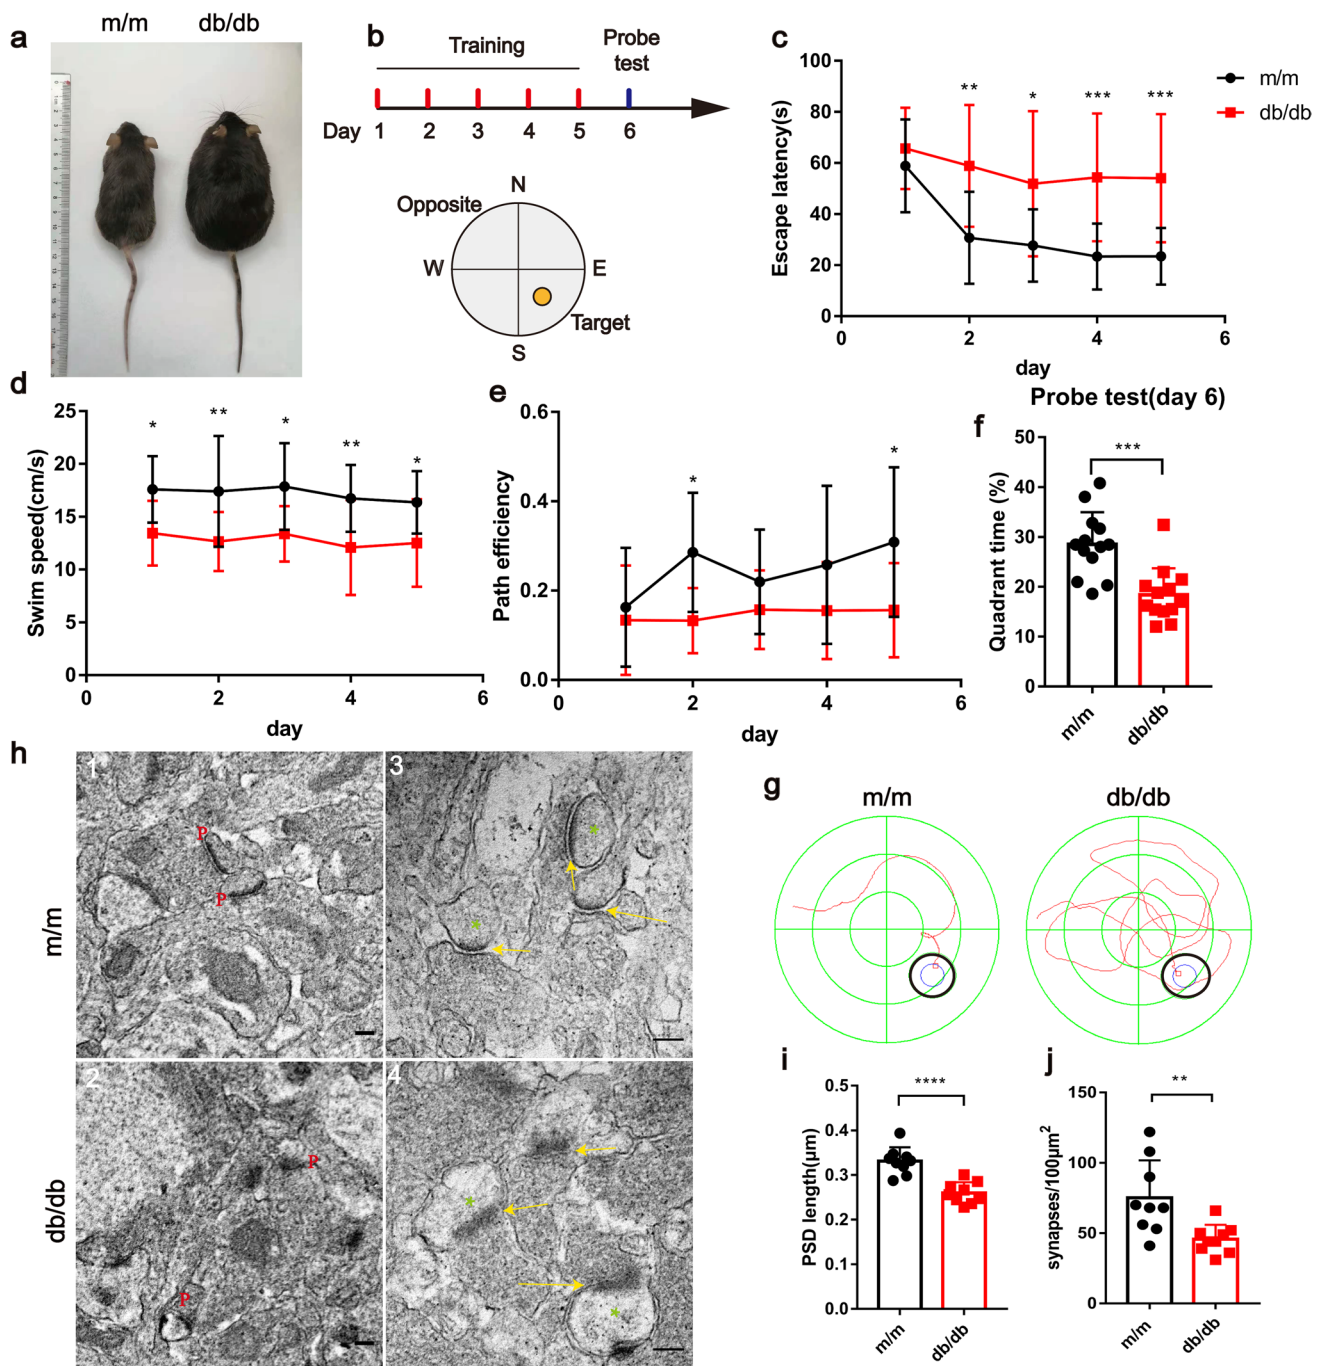 a
m/m
db/db
b
Training
Probe
test
Day
1
2
3
4
5
6
N
Opposite
W
E
Target
S
c
100
80
60
40
20
0
Escape latency(s)
**
*
***
***
0
2
4
6
day
m/m
db/db
d
25
20
15
10
5
0
Swim speed(cm/s)
*
**
*
**
*
0
2
4
6
day
e
0.6
0.4
0.2
0.0
Path efficiency
*
*
0
2
4
6
day
Probe test(day 6)
f
50
40
30
20
10
0
Quadrant time (%)
***
m/m
db/db
g
m/m
db/db
h
m/m
db/db
1
P
P
3
*
*
2
P
P
4
*
*
i
0.5
0.4
0.3
0.2
0.1
0.0
PSD length(μm)
****
m/m
db/db
j
150
100
50
0
synapses/100μm²
**
m/m
db/db